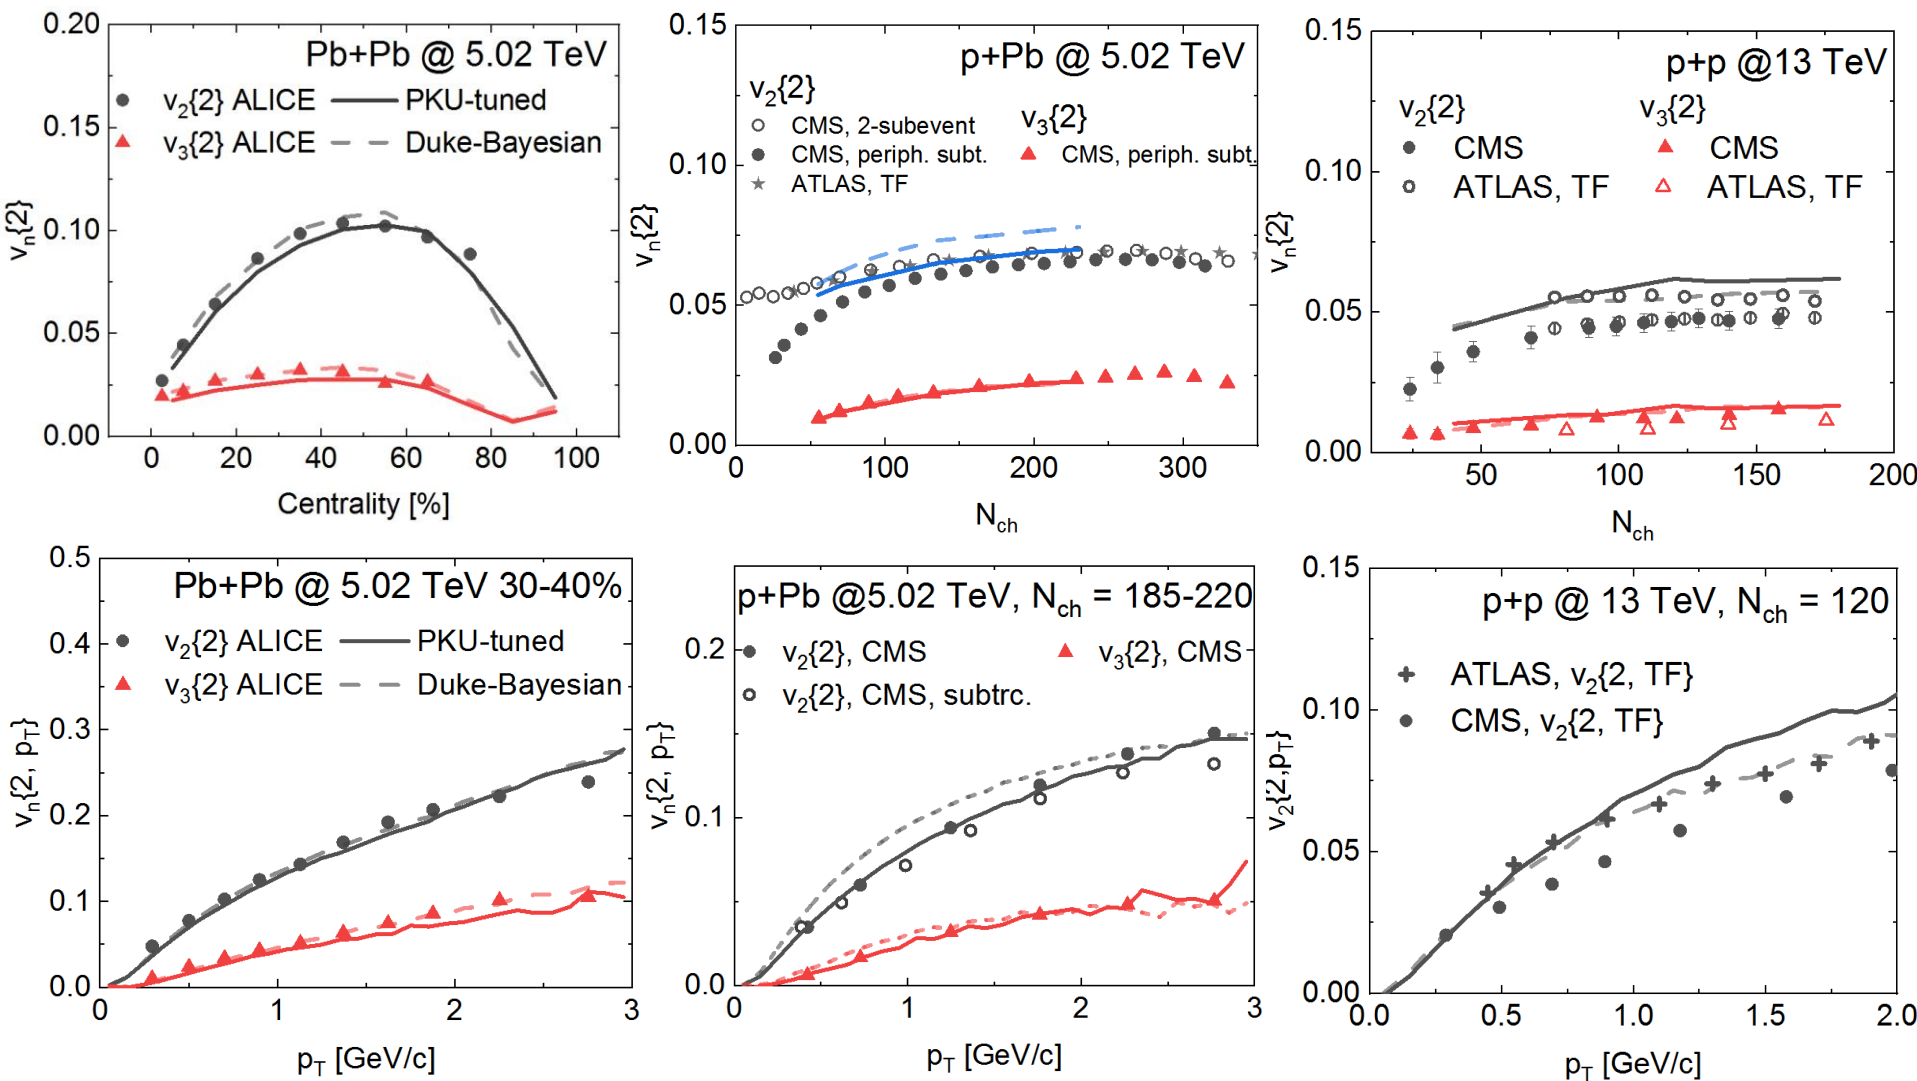 Pb+Pb @ 5.02 TeV
v2{2} ALICE
PKU-tuned
v3{2} ALICE
Duke-Bayesian
0.20
0.15
0.10
0.05
0.00
vn{2}
0 20 40 60 80 100
Centrality [%]
p+Pb @ 5.02 TeV
v2{2}
CMS, 2-subevent
CMS, periph. subt.
ATLAS, TF
v3{2}
CMS, periph. subt.
0.15
0.10
0.05
0.00
vn{2}
0 100 200 300
Nch
p+p @13 TeV
v2{2}
CMS
ATLAS, TF
v3{2}
CMS
ATLAS, TF
0.15
0.10
0.05
0.00
vn{2}
50 100 150 200
Nch
Pb+Pb @ 5.02 TeV 30-40%
v2{2} ALICE
PKU-tuned
v3{2} ALICE
Duke-Bayesian
0.5
0.4
0.3
0.2
0.1
0.0
vn{2, pT}
0 1 2 3
pT [GeV/c]
p+Pb @5.02 TeV, Nch = 185-220
v2{2}, CMS
v3{2}, CMS
v2{2}, CMS, subtrc.
0.2
0.1
0.0
vn{2, pT}
0 1 2 3
pT [GeV/c]
p+p @ 13 TeV, Nch = 120
ATLAS, v2{2, TF}
CMS, v2{2, TF}
0.15
0.10
0.05
0.00
v2{2,pT}
0.0 0.5 1.0 1.5 2.0
pT [GeV/c]